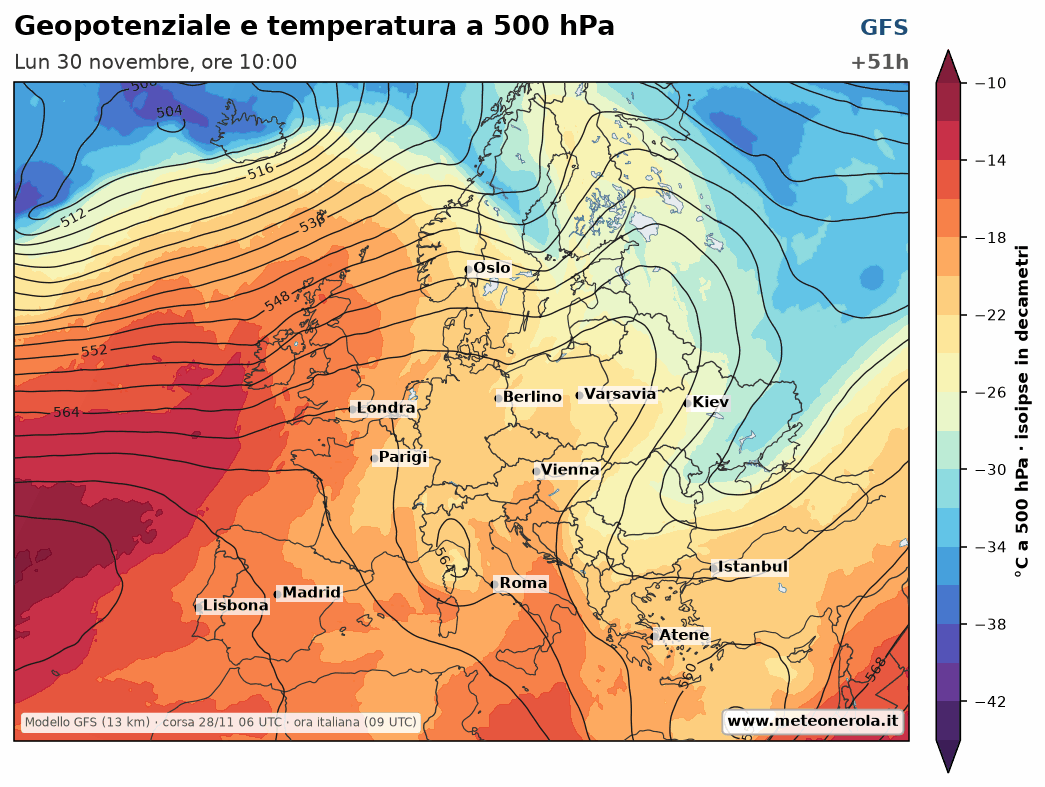 Geopotenziale e temperatura a 500 hPa
GFS
Lun 30 novembre, ore 10:00
+51h
504
516
512
536
548
552
564
564
560
568
Oslo
Londra
Berlino
Varsavia
Kiev
Parigi
Vienna
Istanbul
Roma
Madrid
Lisbona
Atene
−10
−14
−18
−22
−26
−30
−34
−38
−42
°C a 500 hPa · isoipse in decametri
Modello GFS (13 km) · corsa 28/11 06 UTC · ora italiana (09 UTC)
www.meteonerola.it